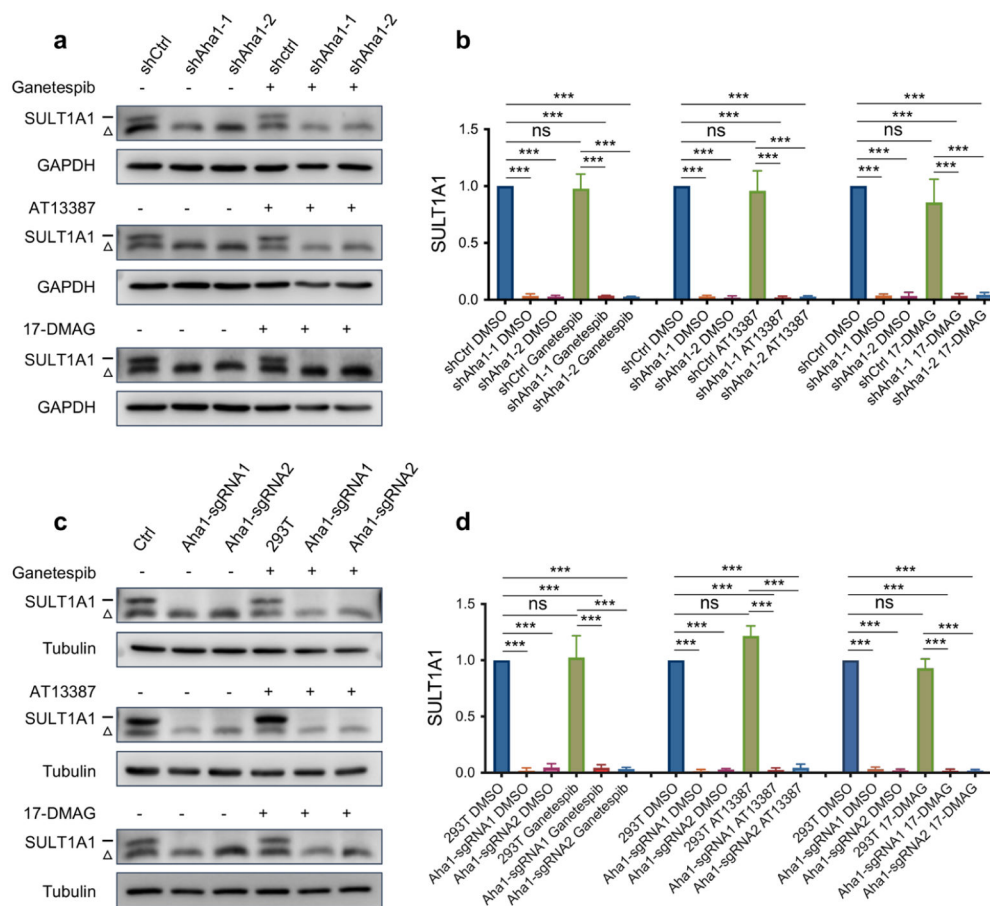 a
shCtrl shAha1-1 shAha1-2 shctrl shAha1-1 shAha1-2
Ganetespib - - - + + +
SULT1A1
Δ
GAPDH
AT13387 - - - + + +
SULT1A1
Δ
GAPDH
17-DMAG - - - + + +
SULT1A1
Δ
GAPDH
b
SULT1A1
1.5
1.0
0.5
0.0
*** *** ***
*** *** ***
ns *** ns *** ns ***
*** *** *** *** *** ***
*** *** ***
shCtrl DMSO
shAha1-1 DMSO
shAha1-2 DMSO
shCtrl Ganetespib
shAha1-1 Ganetespib
shAha1-2 Ganetespib
shCtrl DMSO
shAha1-1 DMSO
shAha1-2 DMSO
shCtrl AT13387
shAha1-1 AT13387
shAha1-2 AT13387
shCtrl DMSO
shAha1-1 DMSO
shAha1-2 DMSO
shCtrl 17-DMAG
shAha1-1 17-DMAG
shAha1-2 17-DMAG
c
Ctrl Aha1-sgRNA1 Aha1-sgRNA2 293T Aha1-sgRNA1 Aha1-sgRNA2
Ganetespib - - - + + +
SULT1A1
Δ
Tubulin
AT13387 - - - + + +
SULT1A1
Δ
Tubulin
17-DMAG - - - + + +
SULT1A1
Δ
Tubulin
d
SULT1A1
1.5
1.0
0.5
0.0
*** *** ***
*** *** *** ***
ns *** ns *** ns ***
*** *** *** *** ***
*** *** ***
293T DMSO
Aha1-sgRNA1 DMSO
Aha1-sgRNA2 DMSO
293T Ganetespib
Aha1-sgRNA1 Ganetespib
Aha1-sgRNA2 Ganetespib
293T DMSO
Aha1-sgRNA1 DMSO
Aha1-sgRNA2 DMSO
293T AT13387
Aha1-sgRNA1 AT13387
Aha1-sgRNA2 AT13387
293T DMSO
Aha1-sgRNA1 DMSO
Aha1-sgRNA2 DMSO
293T 17-DMAG
Aha1-sgRNA1 17-DMAG
Aha1-sgRNA2 17-DMAG